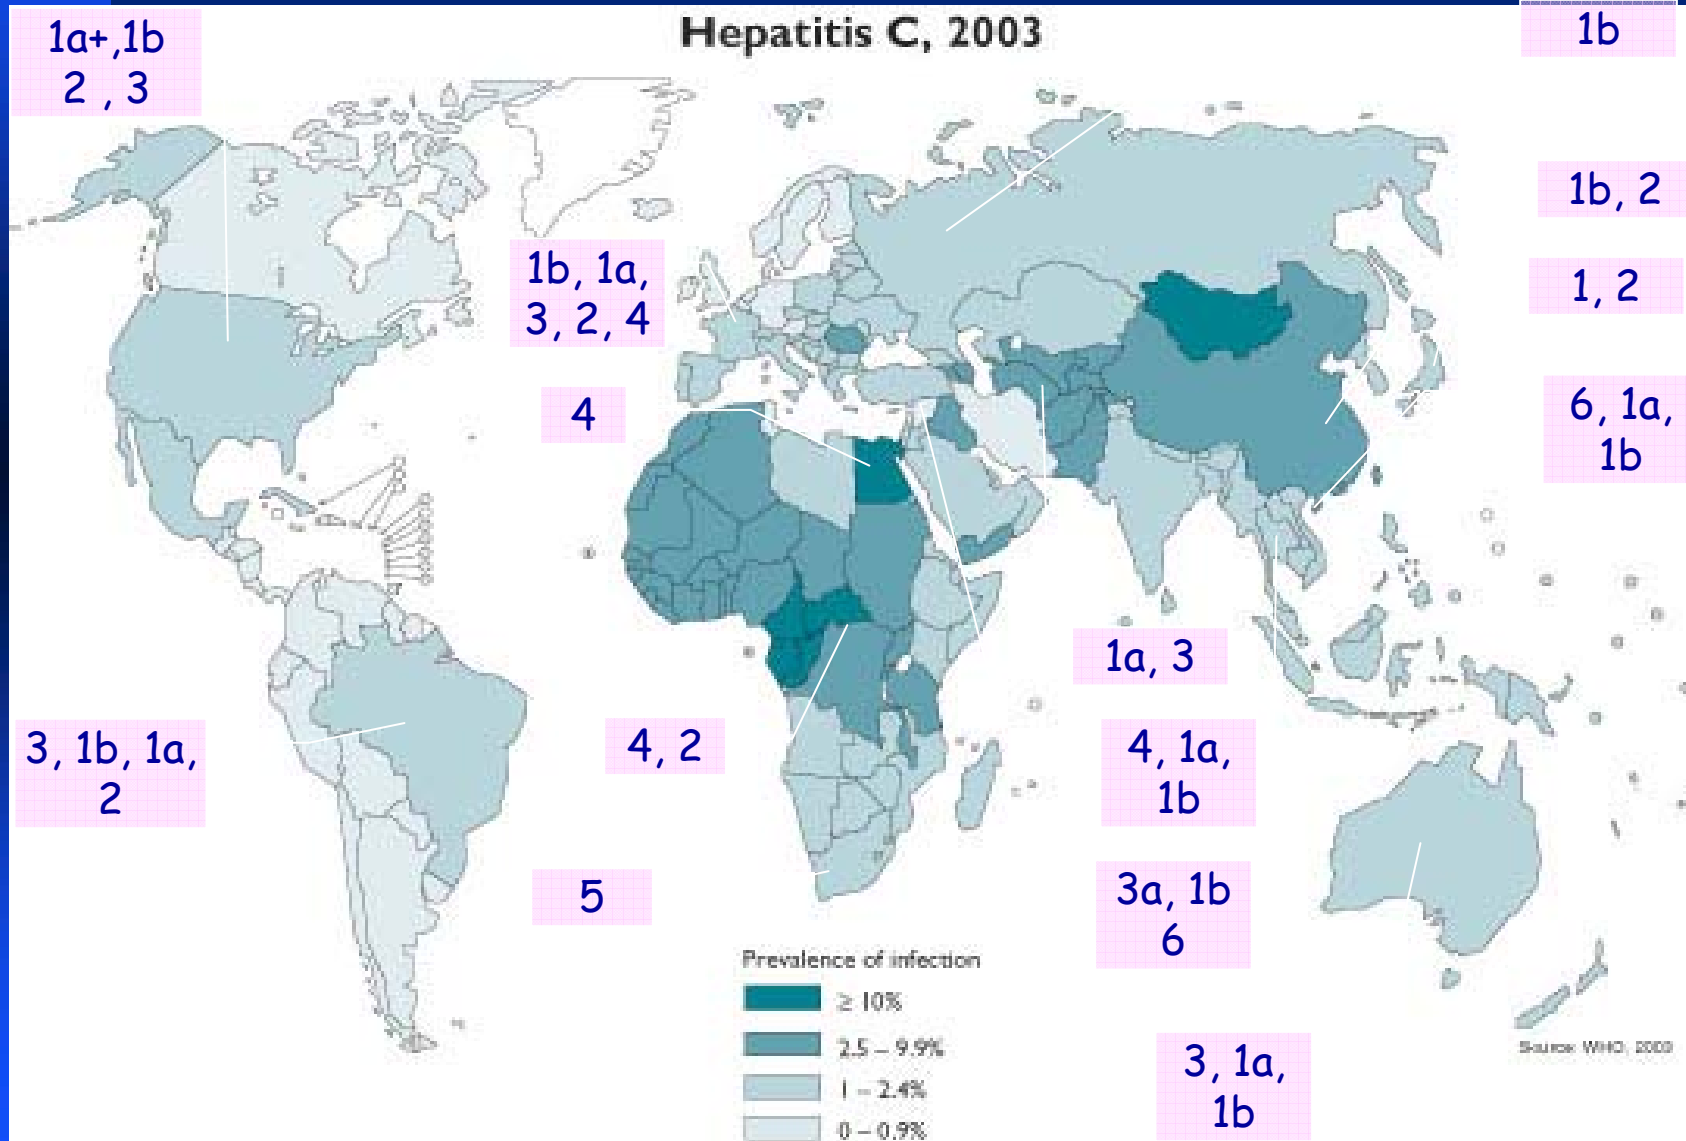 Hepatitis C, 2003
1a+,1b
2 , 3
1b
1b, 2
1b, 1a,
3, 2, 4
1, 2
4
6, 1a,
1b
1a, 3
3, 1b, 1a,
2
4, 2
4, 1a,
1b
5
3a, 1b
6
Prevalence of infection
≥ 10%
2.5 – 9.9%
1 – 2.4%
0 – 0.9%
3, 1a,
1b
Source: WHO, 2003